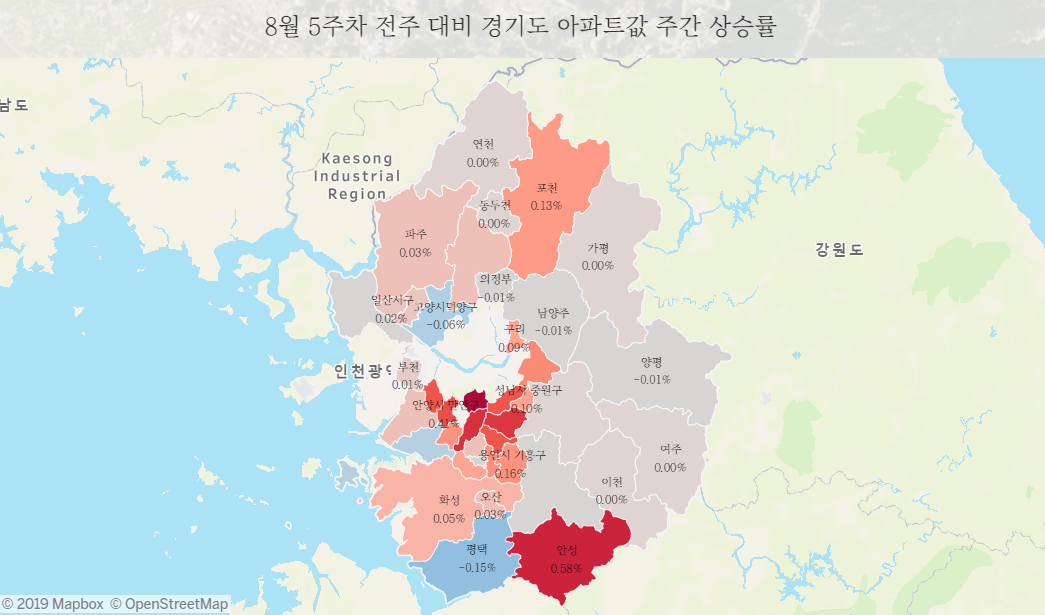 8월 5주차 전주 대비 경기도 아파트값 주간 상승률
남도
Kaesong
Industrial
Region
연천
0.00%
포천
0.13%
동두천
0.00%
파주
0.03%
가평
0.00%
강원도
의정부
-0.01%
일산서구
0.02%
고양시덕양구
-0.06%
남양주
-0.01%
구리
0.09%
양평
-0.01%
인천광역
부천
0.01%
성남시 중원구
0.10%
안양시 만안구
0.41%
여주
0.00%
용인시 기흥구
0.16%
이천
0.00%
화성
0.05%
오산
0.03%
평택
-0.15%
안성
0.58%
© 2019 Mapbox © OpenStreetMap